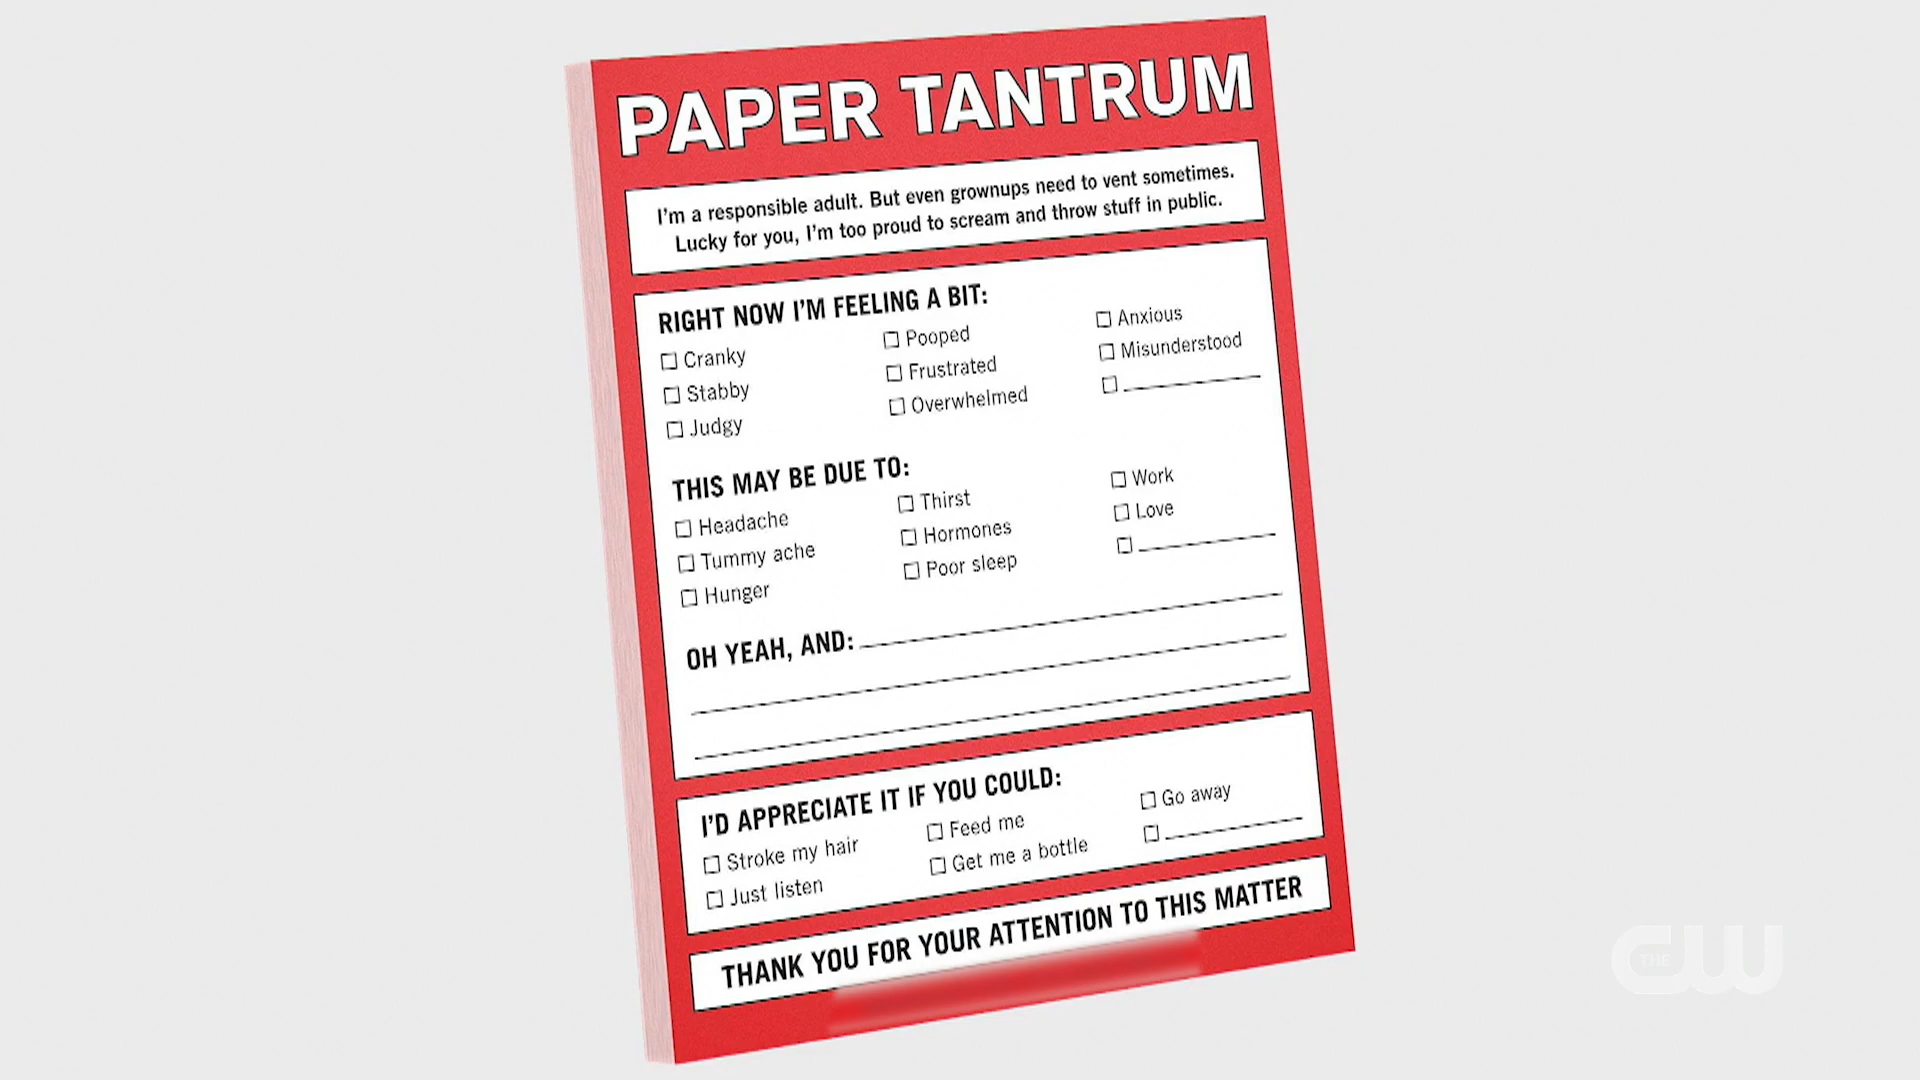 PAPER TANTRUM
I'm a responsible adult. But even grownups need to vent sometimes.
Lucky for you, I'm too proud to scream and throw stuff in public.
RIGHT NOW I'M FEELING A BIT:
Cranky
Stabby
Judgy
Pooped
Frustrated
Overwhelmed
Anxious
Misunderstood
THIS MAY BE DUE TO:
Headache
Tummy ache
Hunger
Thirst
Hormones
Poor sleep
Work
Love
OH YEAH, AND:
I'D APPRECIATE IT IF YOU COULD:
Stroke my hair
Just listen
Feed me
Get me a bottle
Go away
THANK YOU FOR YOUR ATTENTION TO THIS MATTER
THE CW